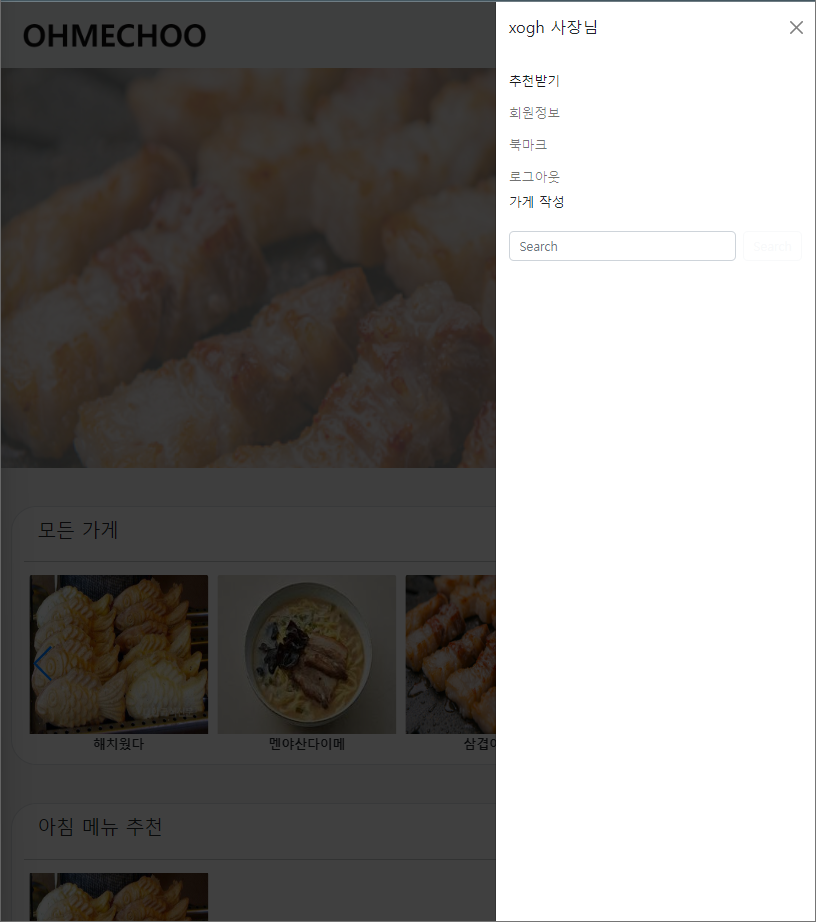 OHMECHOO
xogh 사장님
추천받기
회원정보
북마크
로그아웃
가게 작성
Search
모든 가게
해치웠다
멘야산다이메
삼겹
아침 메뉴 추천